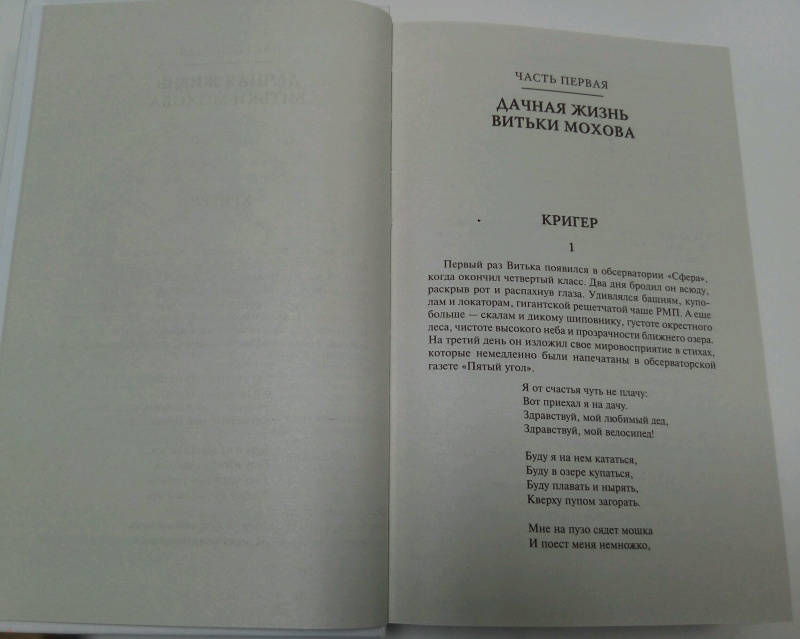 ЧАСТЬ ПЕРВАЯ
ДАЧНАЯ ЖИЗНЬ
ВИТЬКИ МОХОВА
КРИГЕР
1
Первый раз Витька появился в обсерватории «Сфера»,
когда окончил четвертый класс. Два дня бродил он всюду,
раскрыв рот и распахнув глаза. Удивлялся башням, купо-
лам и локаторам, гигантской решетчатой чаше РМП. А еще
больше — скалам и дикому шиповнику, густоте окрестного
леса, чистоте высокого неба и прозрачности ближнего озера.
На третий день он изложил свое мировосприятие в стихах,
которые немедленно были напечатаны в обсерваторской
газете «Пятый угол».
Я от счастья чуть не плачу:
Вот приехал я на дачу.
Здравствуй, мой любимый дед,
Здравствуй, мой велосипед!
Буду я на нем кататься,
Буду в озере купаться,
Буду плавать и нырять,
Кверху пупом загорать.
Мне на пузо сядет мошка
И поест меня немножко,